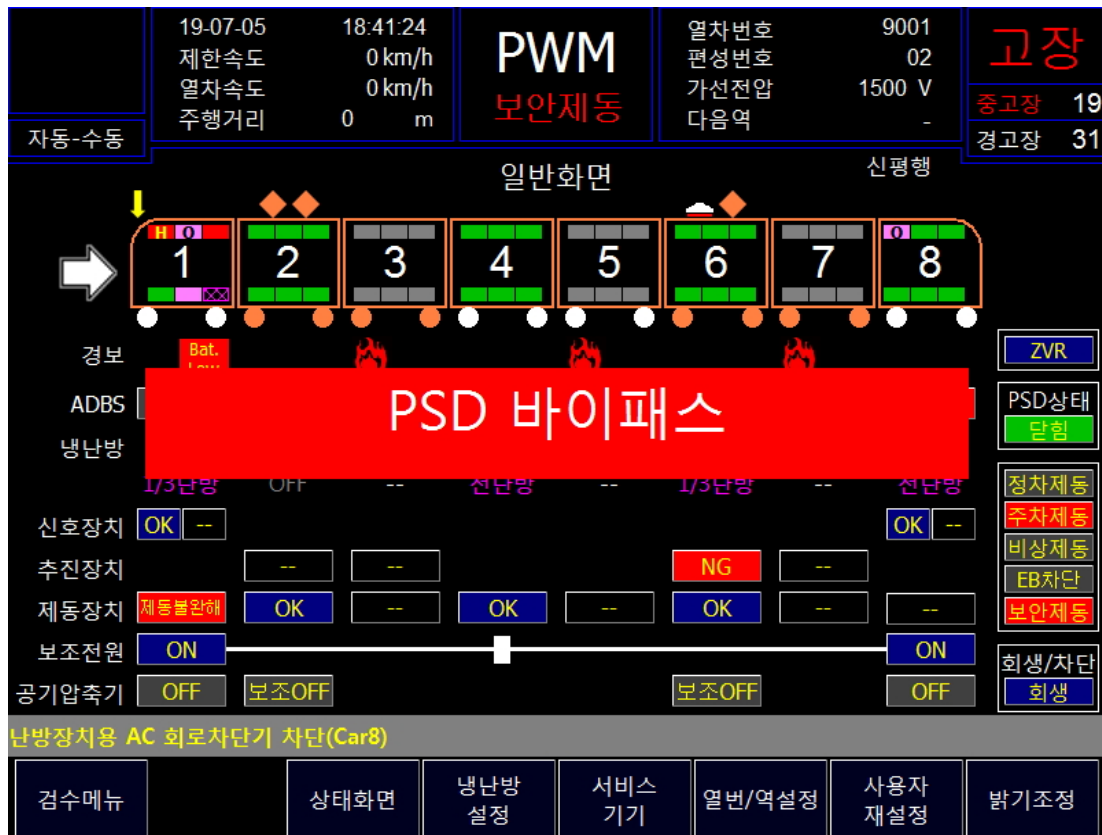 19-07-05 18:41:24
제한속도 0 km/h
열차속도 0 km/h
주행거리 0 m
자동-수동
PWM
보안제동
열차번호 9001
편성번호 02
가선전압 1500 V
다음역 -
고장
중고장 19
경고장 31
일반화면
신평행
H O O
1 2 3 4 5 6 7 8
경보 Bat.
ZVR
PSD 바이패스
ADBS
냉난방
PSD상태
닫힘
1/3난방 OFF -- 전난방 -- 1/3난방 -- 전난방
신호장치 OK -- OK --
추진장치 -- -- NG --
제동장치 제동불완해 OK -- OK -- OK -- --
보조전원 ON ON
공기압축기 OFF 보조OFF 보조OFF OFF
정차제동
주차제동
비상제동
EB차단
보안제동
회생/차단
회생
난방장치용 AC 회로차단기 차단(Car8)
검수메뉴
상태화면
냉난방
설정
서비스
기기
열번/역설정
사용자
재설정
밝기조정